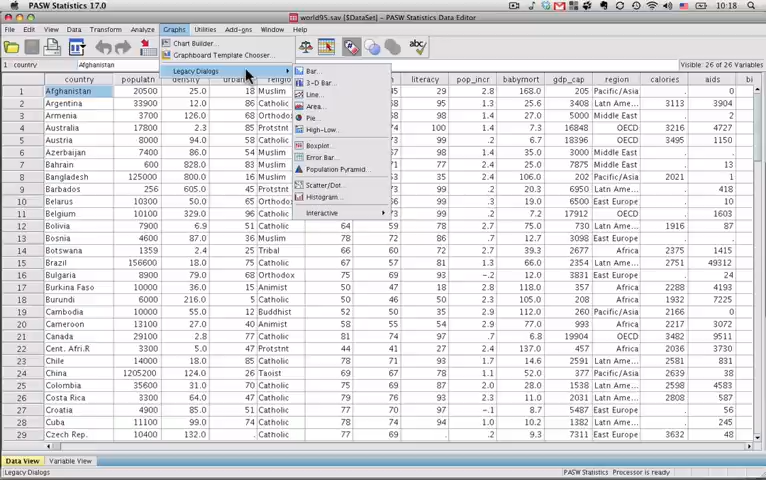 PASW Statistics 17.0
10:18
world95.sav [$DataSet] - PASW Statistics Data Editor
File Edit View Data Transform Analyze Graphs Utilities Add-ons Window Help
Chart Builder...
Graphboard Template Chooser...
Legacy Dialogs
Bar...
3-D Bar...
Line...
Area...
Pie...
High-Low...
Boxplot...
Error Bar...
Population Pyramid...
Scatter/Dot...
Histogram...
Interactive
1 : country Afghanistan Visible: 26 of 26 Variables
country populatn density urban religio literacy pop_incr babymort gdp_cap region calories aids bi
1 Afghanistan 20500 25.0 18 Muslim 29 2.8 168.0 205 Pacific/Asia . 0
2 Argentina 33900 12.0 86 Catholic 95 1.3 25.6 3408 Latn Ame... 3113 3904
3 Armenia 3700 126.0 68 Orthodox 98 1.4 27.0 5000 Middle East . 2
4 Australia 17800 2.3 85 Protstnt 100 1.4 7.3 16848 OECD 3216 4727
5 Austria 8000 94.0 58 Catholic .2 6.7 18396 OECD 3495 1150
6 Azerbaijan 7400 86.0 54 Muslim 98 1.4 35.0 3000 Middle East . .
7 Bahrain 600 828.0 83 Muslim 77 2.4 25.0 7875 Middle East . 13
8 Bangladesh 125000 800.0 16 Muslim 35 2.4 106.0 202 Pacific/Asia 2021 1
9 Barbados 256 605.0 45 Protstnt 99 .2 20.3 6950 Latn Ame... . 418
10 Belarus 10300 50.0 65 Orthodox 99 .3 19.0 6500 East Europe . 10
11 Belgium 10100 329.0 96 Catholic 99 .2 7.2 17912 OECD . 1603
12 Bolivia 7900 6.9 51 Catholic 64 78 2.7 75.0 730 Latn Ame... 1916 87
13 Bosnia 4600 87.0 36 Muslim 78 72 86 .7 12.7 3098 East Europe . .
14 Botswana 1359 2.4 25 Tribal 66 60 72 2.7 39.3 2677 Africa 2375 1415
15 Brazil 156600 18.0 75 Catholic 67 57 81 1.3 66.0 2354 Latn Ame... 2751 49312
16 Bulgaria 8900 79.0 68 Orthodox 75 69 93 -.2 12.0 3831 East Europe . 24
17 Burkina Faso 10000 36.0 15 Animist 50 47 18 2.8 118.0 357 Africa 2288 4193
18 Burundi 6000 216.0 5 Catholic 50 46 50 2.3 105.0 208 Africa 1932 7225
19 Cambodia 10000 55.0 12 Buddhist 52 50 35 2.9 112.0 260 Pacific/Asia 2166 0
20 Cameroon 13100 27.0 40 Animist 58 55 54 2.9 77.0 993 Africa 2217 3072
21 Canada 29100 2.8 77 Catholic 81 74 97 .7 6.8 19904 OECD 3482 9511
22 Cent. Afri.R 3300 5.0 47 Protstnt 44 41 27 2.4 137.0 457 Africa 2036 3730
23 Chile 14000 18.0 85 Catholic 78 71 93 1.7 14.6 2591 Latn Ame... 2581 831
24 China 1205200 124.0 26 Taoist 69 67 78 1.1 52.0 377 Pacific/Asia 2639 38
25 Colombia 35600 31.0 70 Catholic 75 69 87 2.0 28.0 1538 Latn Ame... 2598 4583
26 Costa Rica 3300 64.0 47 Catholic 79 76 93 2.3 11.0 2031 Latn Ame... 2808 587
27 Croatia 4900 85.0 51 Catholic 77 70 97 -.1 8.7 5487 East Europe . 56
28 Cuba 11100 99.0 74 Catholic 78 74 94 1.0 10.2 1382 Latn Ame... . 245
29 Czech Rep. 10400 132.0 . Catholic 77 69 . .2 9.3 7311 East Europe 3632 48
Data View Variable View
Legacy Dialogs PASW Statistics Processor is ready